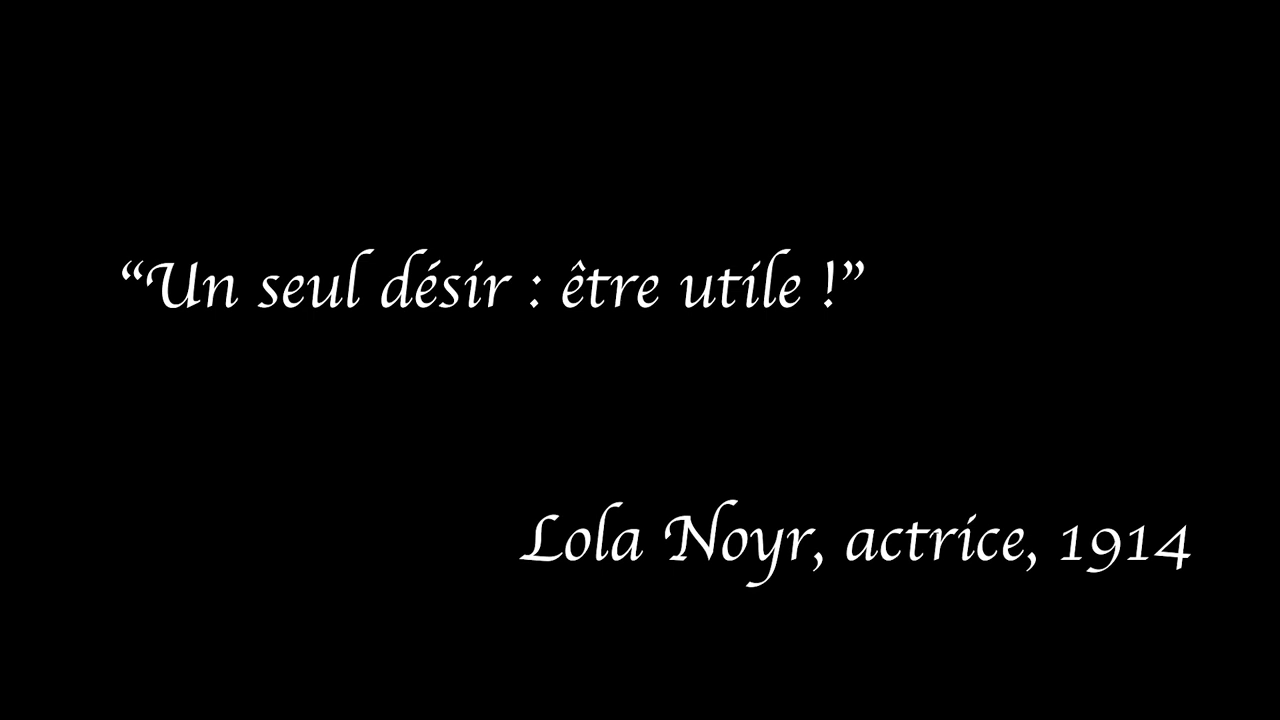 “Un seul désir : être utile !”
Lola Noyr, actrice, 1914